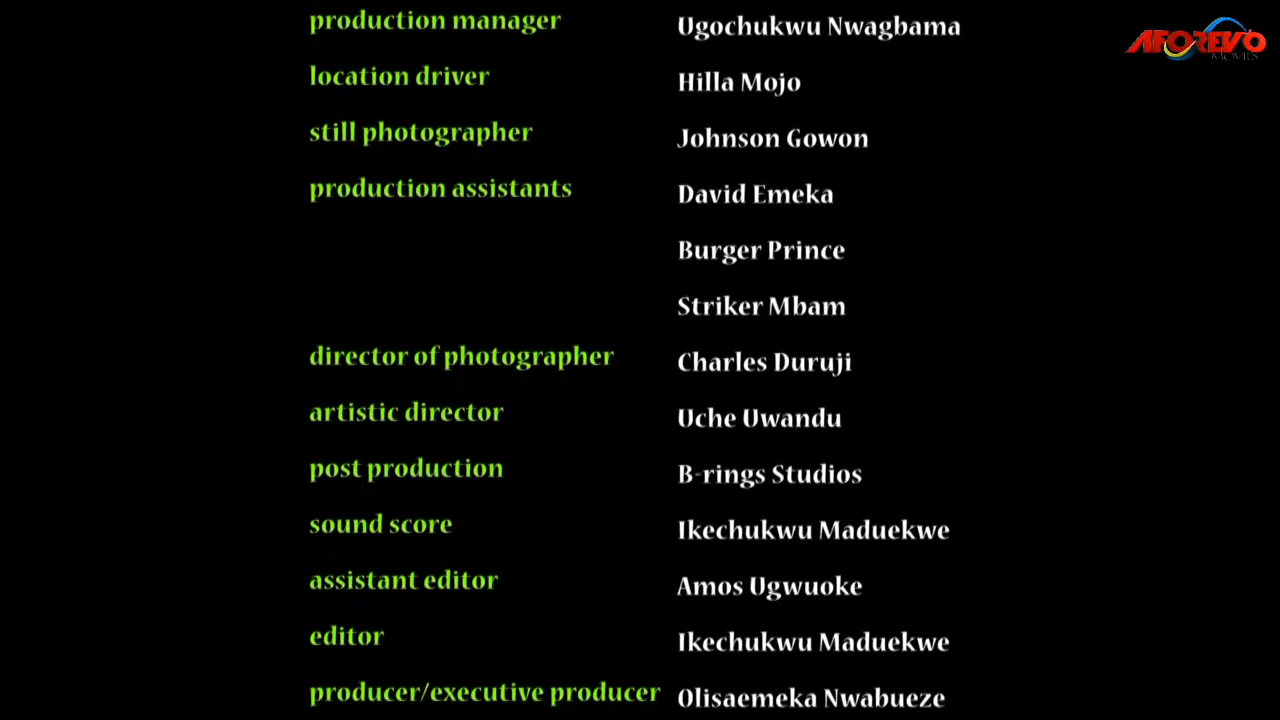 AFOREVO
MOVIES
production manager Ugochukwu Nwagbama
location driver Hilla Mojo
still photographer Johnson Gowon
production assistants David Emeka
Burger Prince
Striker Mbam
director of photographer Charles Duruji
artistic director Uche Uwandu
post production B-rings Studios
sound score Ikechukwu Maduekwe
assistant editor Amos Ugwuoke
editor Ikechukwu Maduekwe
producer/executive producer Olisaemeka Nwabueze